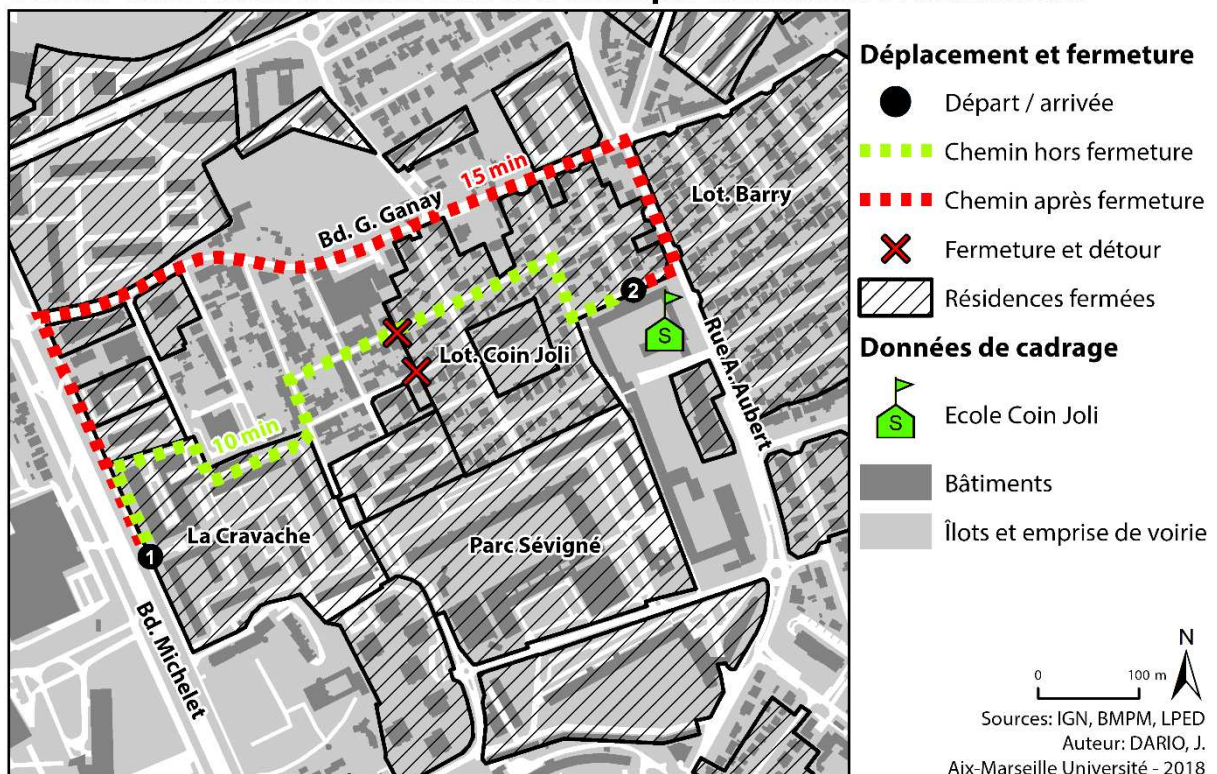 Déplacement et fermeture
Départ / arrivée
Chemin hors fermeture
Chemin après fermeture
Fermeture et détour
Résidences fermées
Données de cadrage
S
Ecole Coin Joli
Bâtiments
Îlots et emprise de voirie
N
0 100 m
Sources: IGN, BMPM, LPED
Auteur: DARIO, J.
Aix-Marseille Université - 2018
15 min
Bd. G. Ganay
Lot. Barry
2
S
Lot. Coin Joli
Rue A. Aubert
10 min
La Cravache
Parc Sévigné
1
Bd. Michelet